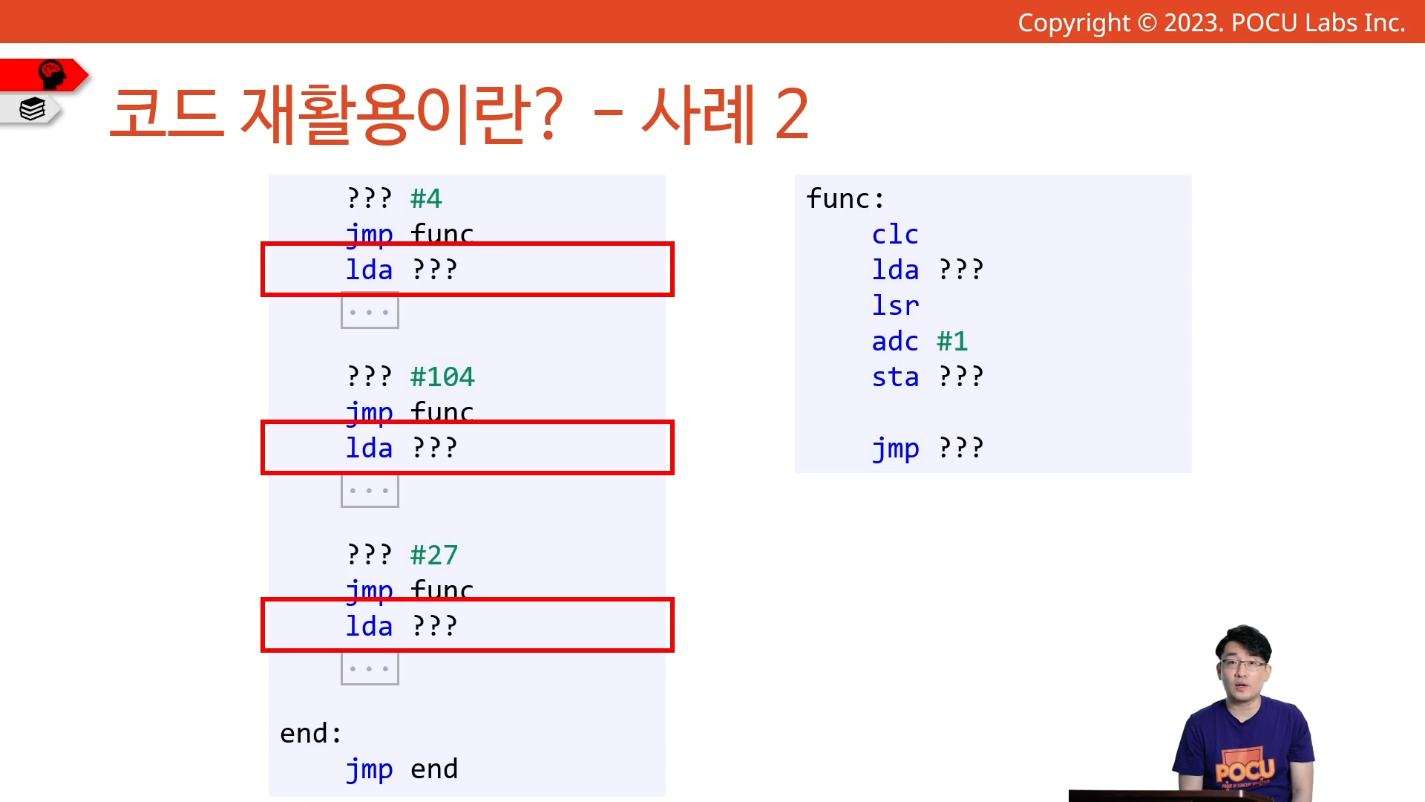 Copyright © 2023. POCU Labs Inc.
코드 재활용이란? – 사례 2
??? #4
jmp func
lda ???
...
??? #104
jmp func
lda ???
...
??? #27
jmp func
lda ???
...
end:
jmp end
func:
clc
lda ???
lsr
adc #1
sta ???
jmp ???
POCU